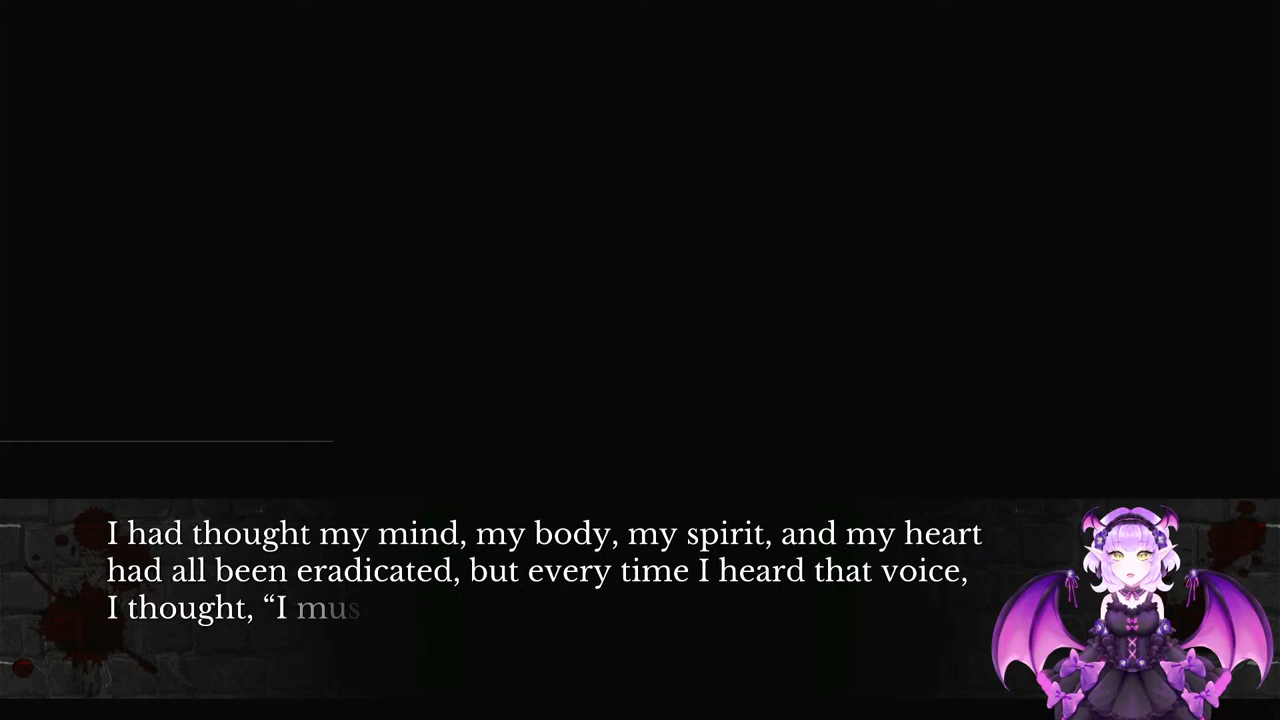 I had thought my mind, my body, my spirit, and my heart
had all been eradicated, but every time I heard that voice,
I thought, “I mus